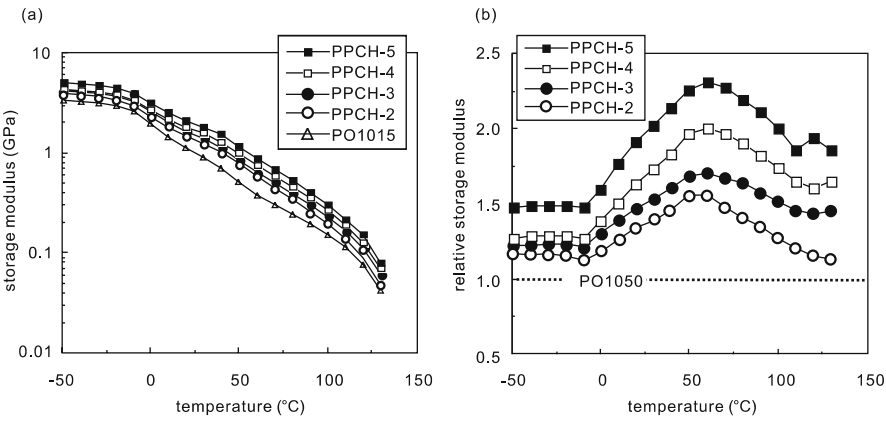 (a)
storage modulus (GPa)
10
1
0.1
0.01
-50
0
50
100
150
temperature (°C)
PPCH-5
PPCH-4
PPCH-3
PPCH-2
PO1015
(b)
relative storage modulus
2.5
2.0
1.5
1.0
0.5
-50
0
50
100
150
temperature (°C)
PPCH-5
PPCH-4
PPCH-3
PPCH-2
PO1050